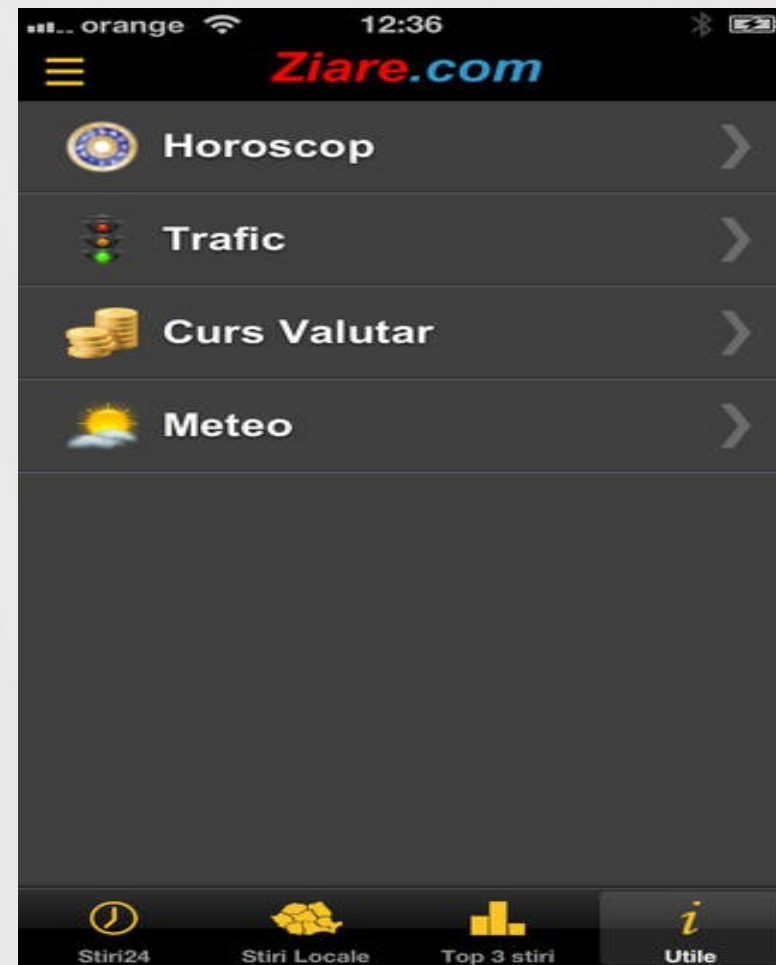 orange 12:36
Ziare.com
Horoscop
Trafic
Curs Valutar
Meteo
Stiri24 Stiri Locale Top 3 stiri Utile